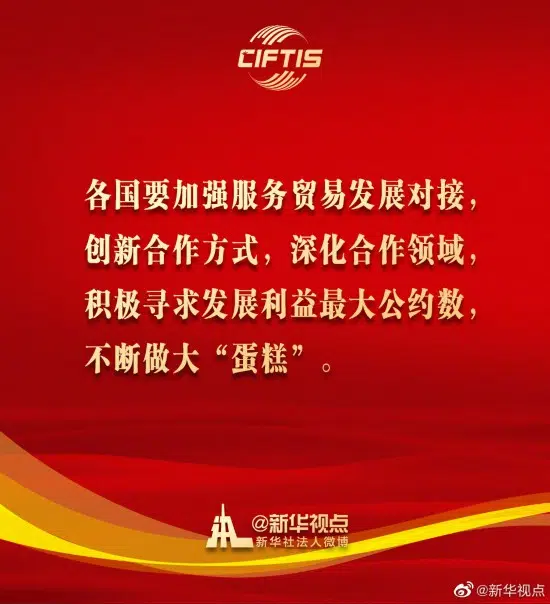 CIFTIS
各国要加强服务贸易发展对接，
创新合作方式，深化合作领域，
积极寻求发展利益最大公约数，
不断做大“蛋糕”。
@新华视点
新华社法人微博
@新华视点